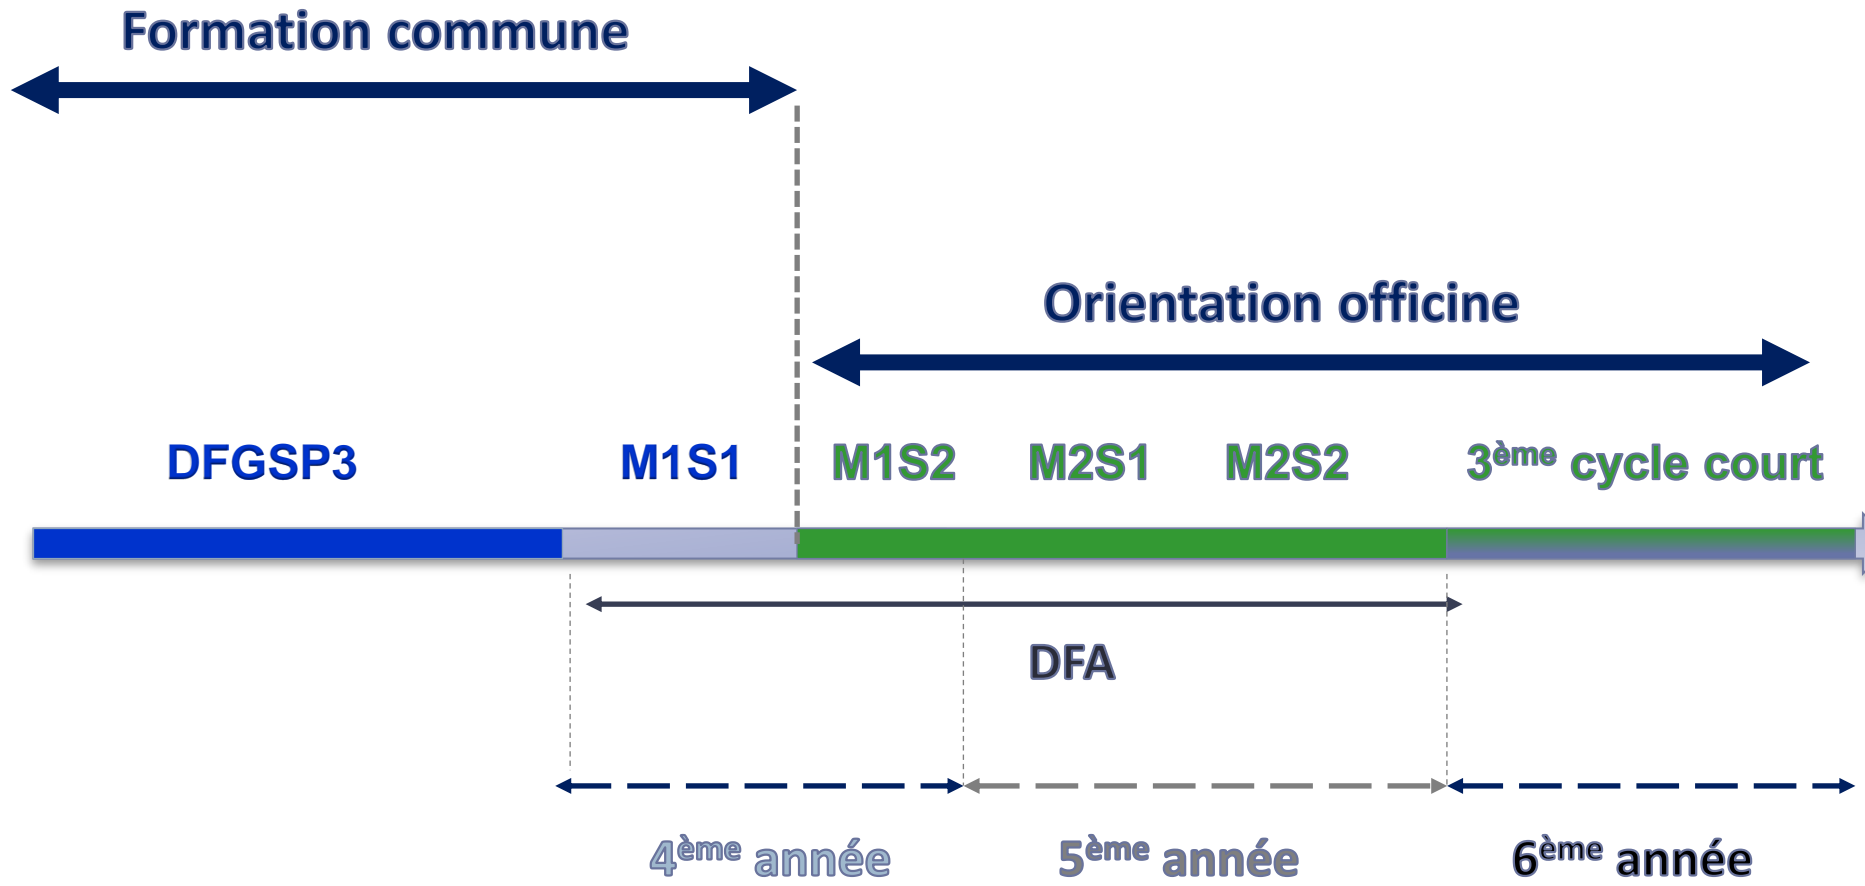 Formation commune
Orientation officine
DFGSP3 M1S1 M1S2 M2S1 M2S2 3ème cycle court
DFA
4ème année 5ème année 6ème année